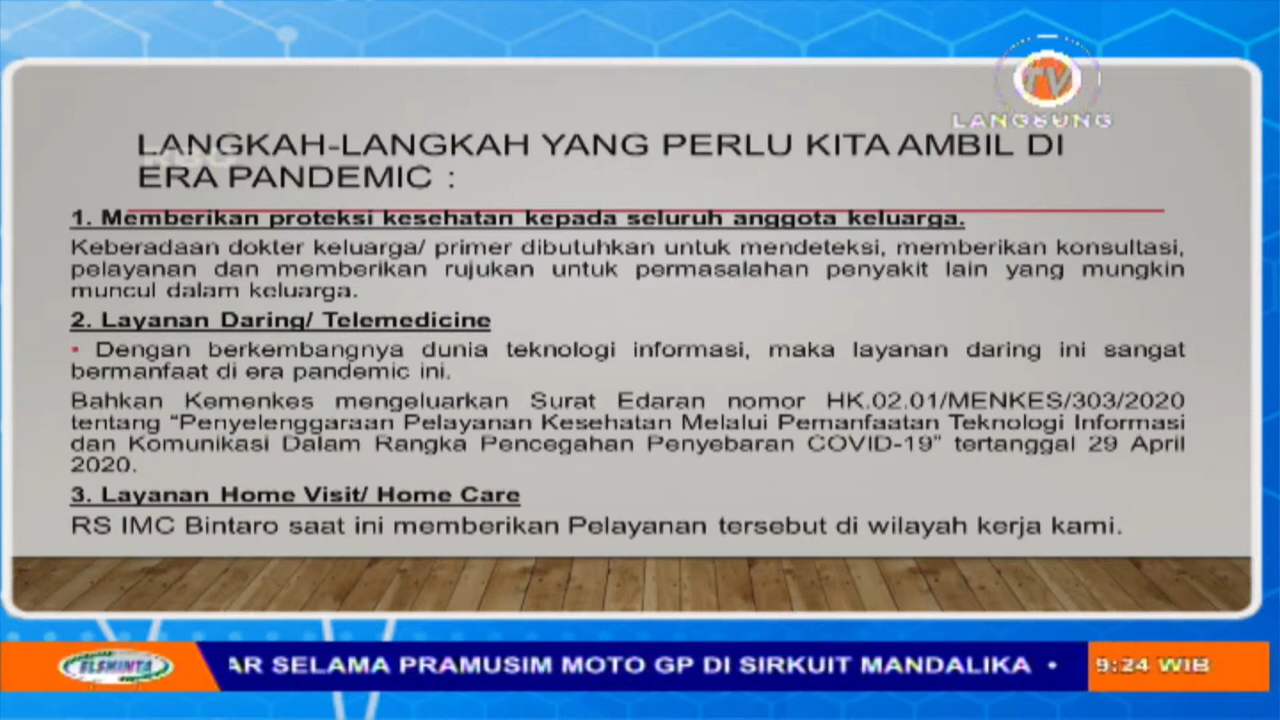 TV
LANGSUNG
LANGKAH-LANGKAH YANG PERLU KITA AMBIL DI
ERA PANDEMIC :
1. Memberikan proteksi kesehatan kepada seluruh anggota keluarga.
Keberadaan dokter keluarga/ primer dibutuhkan untuk mendeteksi, memberikan konsultasi,
pelayanan dan memberikan rujukan untuk permasalahan penyakit lain yang mungkin
muncul dalam keluarga.
2. Layanan Daring/ Telemedicine
• Dengan berkembangnya dunia teknologi informasi, maka layanan daring ini sangat
bermanfaat di era pandemic ini.
Bahkan Kemenkes mengeluarkan Surat Edaran nomor HK.02.01/MENKES/303/2020
tentang “Penyelenggaraan Pelayanan Kesehatan Melalui Pemanfaatan Teknologi Informasi
dan Komunikasi Dalam Rangka Pencegahan Penyebaran COVID-19” tertanggal 29 April
2020.
3. Layanan Home Visit/ Home Care
RS IMC Bintaro saat ini memberikan Pelayanan tersebut di wilayah kerja kami.
ELSHINTA
AR SELAMA PRAMUSIM MOTO GP DI SIRKUIT MANDALIKA •
9:24 WIB